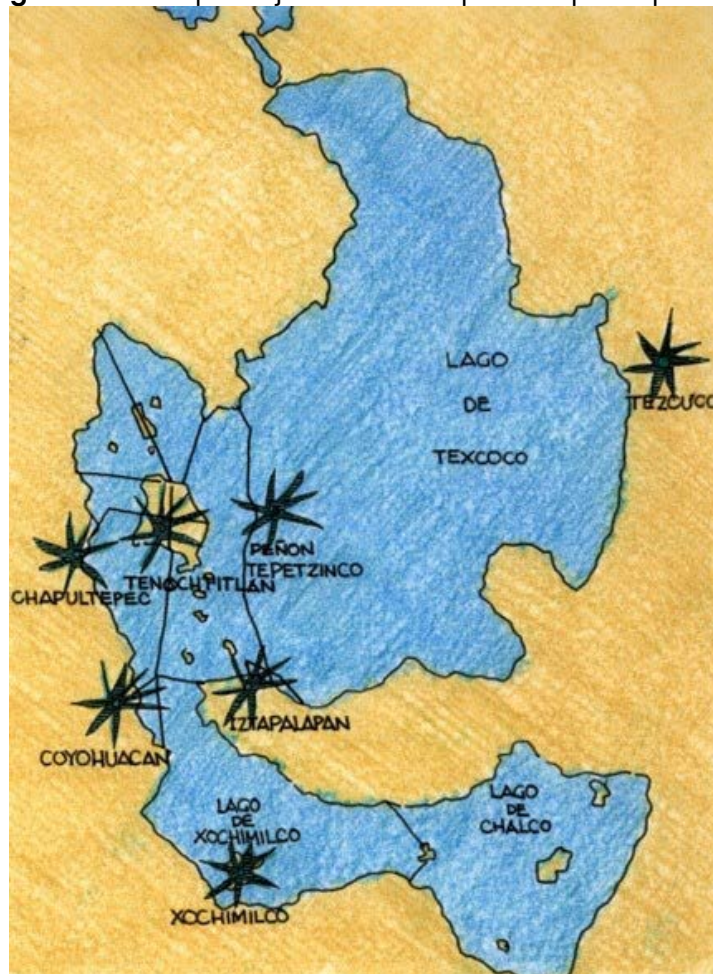 LAGO
DE
TEXCOCO
TEZCUCO
PEÑON
TEPETZINCO
TENOCHTITLAN
CHAPULTEPEC
IZTAPALAPAN
COYOHUACAN
LAGO
DE
XOCHIMILCO
LAGO
DE
CHALCO
XOCHIMILCO